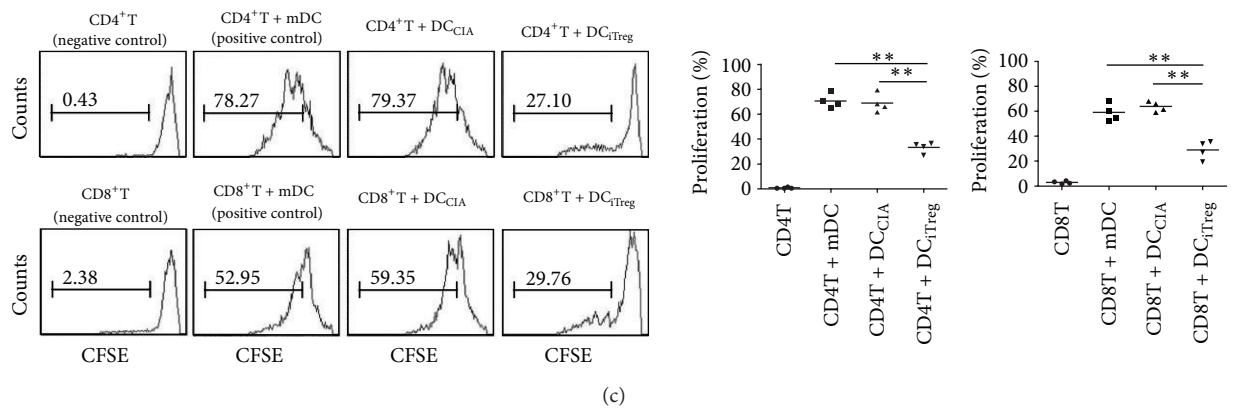 CD4⁺T
(negative control)
CD4⁺T + mDC
(positive control)
CD4⁺T + DC_CIA
CD4⁺T + DC_iTreg
Counts
0.43
78.27
79.37
27.10
CD8⁺T
(negative control)
CD8⁺T + mDC
(positive control)
CD8⁺T + DC_CIA
CD8⁺T + DC_iTreg
Counts
2.38
52.95
59.35
29.76
CFSE
CFSE
CFSE
CFSE
Proliferation (%)
100
80
60
40
20
0
**
**
CD4T
CD4T + mDC
CD4T + DC_CIA
CD4T + DC_iTreg
Proliferation (%)
100
80
60
40
20
0
**
**
CD8T
CD8T + mDC
CD8T + DC_CIA
CD8T + DC_iTreg
(c)